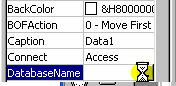 BackColor &H8000000
BOFAction 0 - Move First
Caption Data1
Connect Access
DatabaseName